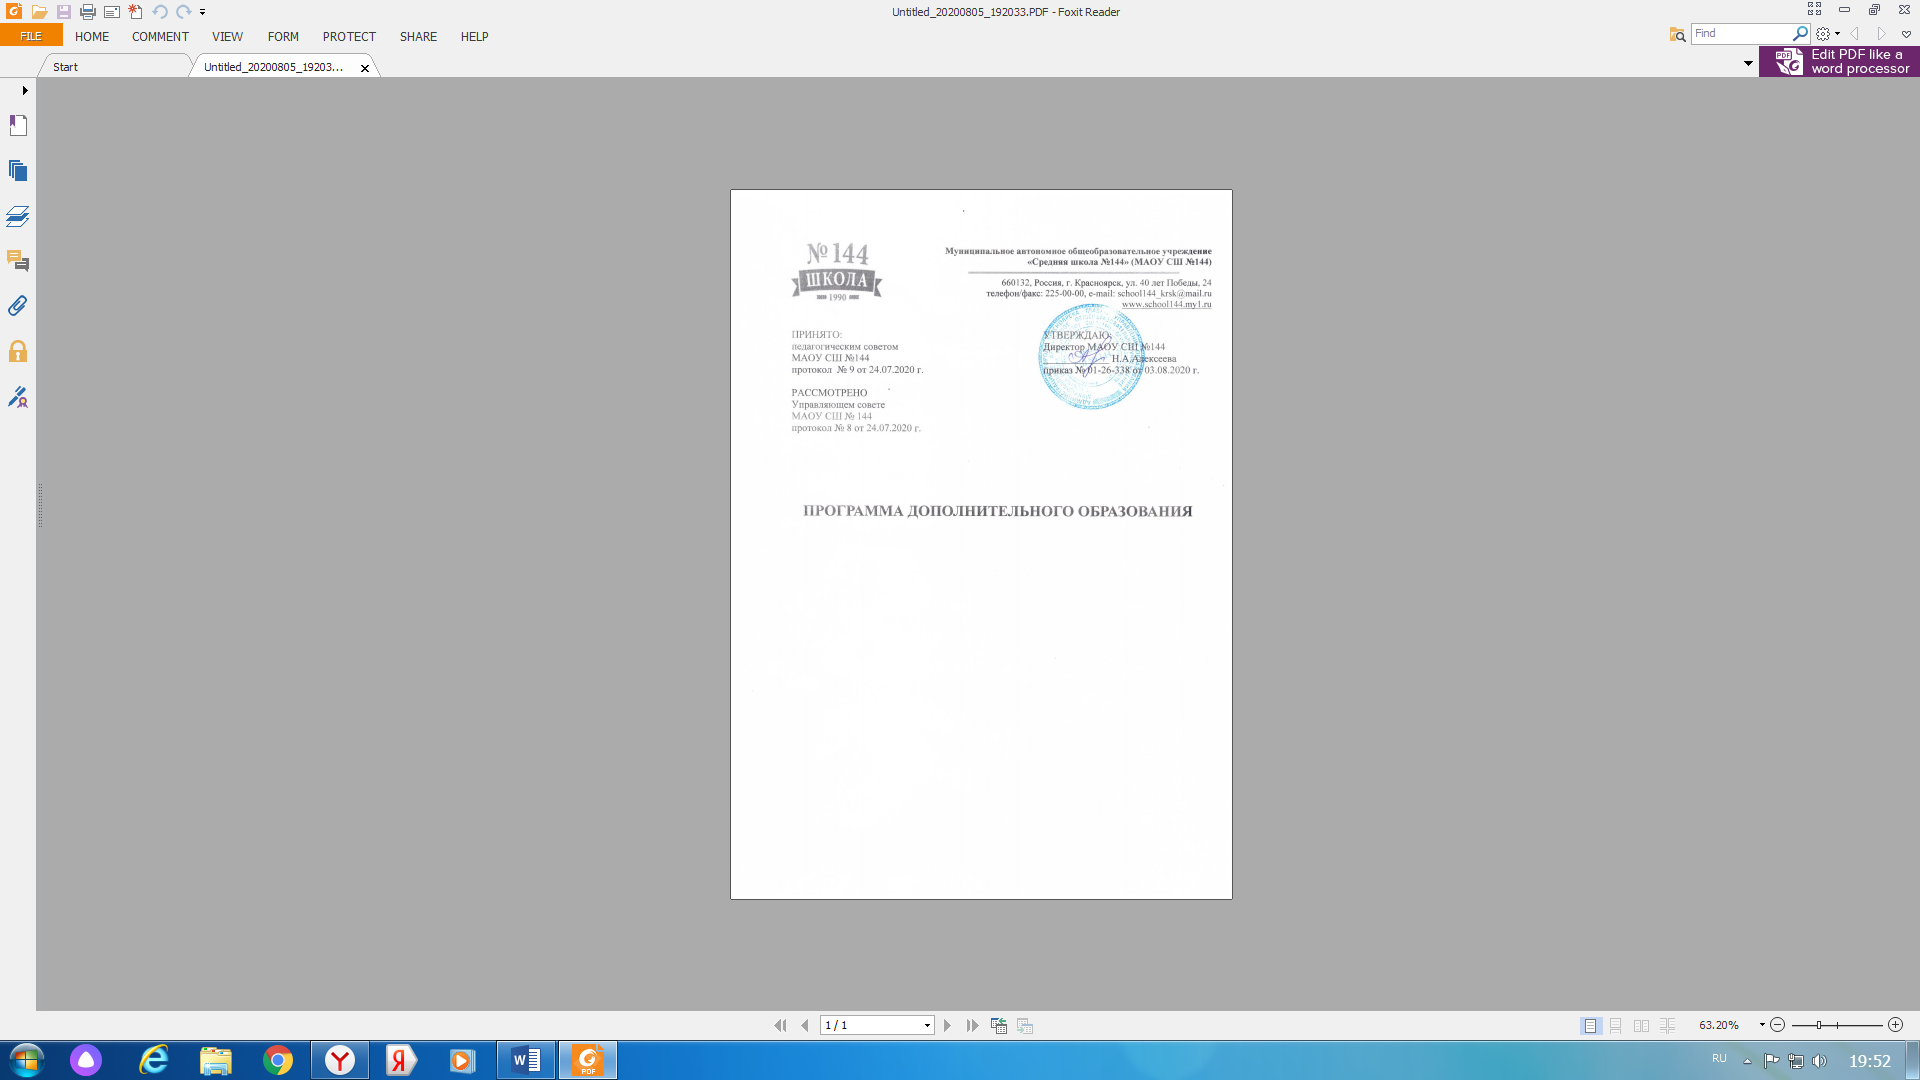 Untitled_20200805_192033.PDF - Foxit Reader
FILE HOME COMMENT VIEW FORM PROTECT SHARE HELP
Find
Start
Untitled_20200805_19203...
Edit PDF like a
word processor
№ 144
ШКОЛА
1990
Муниципальное автономное общеобразовательное учреждение
«Средняя школа №144» (МАОУ СШ №144)
660132, Россия, г. Красноярск, ул. 40 лет Победы, 24
телефон/факс: 225-00-00, e-mail: school144_krsk@mail.ru
www.school144.my1.ru
ПРИНЯТО:
педагогическим советом
МАОУ СШ №144
протокол № 9 от 24.07.2020 г.
РАССМОТРЕНО
Управляющем совете
МАОУ СШ № 144
протокол № 8 от 24.07.2020 г.
УТВЕРЖДАЮ:
Директор МАОУ СШ №144
Н.А.Алексеева
приказ № 01-26-338 от 03.08.2020 г.
ПРОГРАММА ДОПОЛНИТЕЛЬНОГО ОБРАЗОВАНИЯ
1 / 1
63.20%
RU
19:52